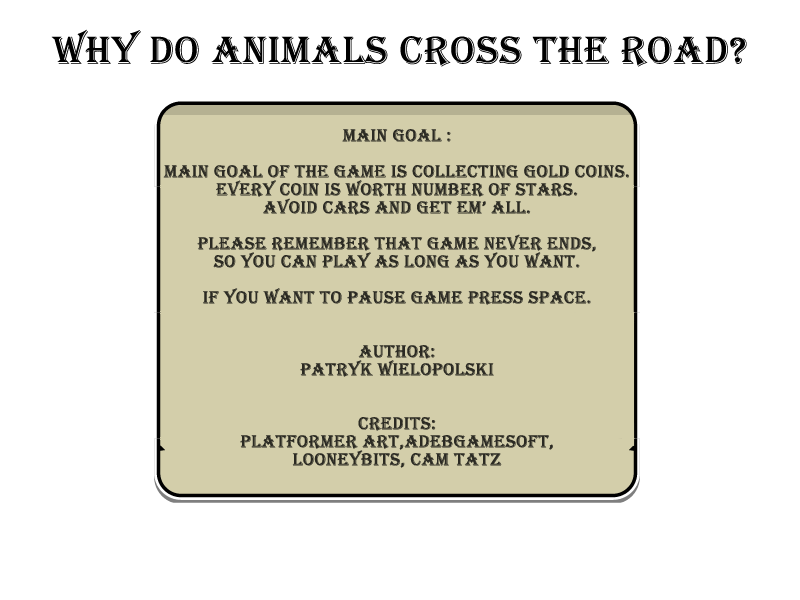 WHY DO ANIMALS CROSS THE ROAD?
MAIN GOAL :
MAIN GOAL OF THE GAME IS COLLECTING GOLD COINS.
EVERY COIN IS WORTH NUMBER OF STARS.
AVOID CARS AND GET EM' ALL.
PLEASE REMEMBER THAT GAME NEVER ENDS,
SO YOU CAN PLAY AS LONG AS YOU WANT.
IF YOU WANT TO PAUSE GAME PRESS SPACE.
AUTHOR:
PATRYK WIELOPOLSKI
CREDITS:
PLATFORMER ART,ADEBGAMESOFT,
LOONEYBITS, CAM TATZ